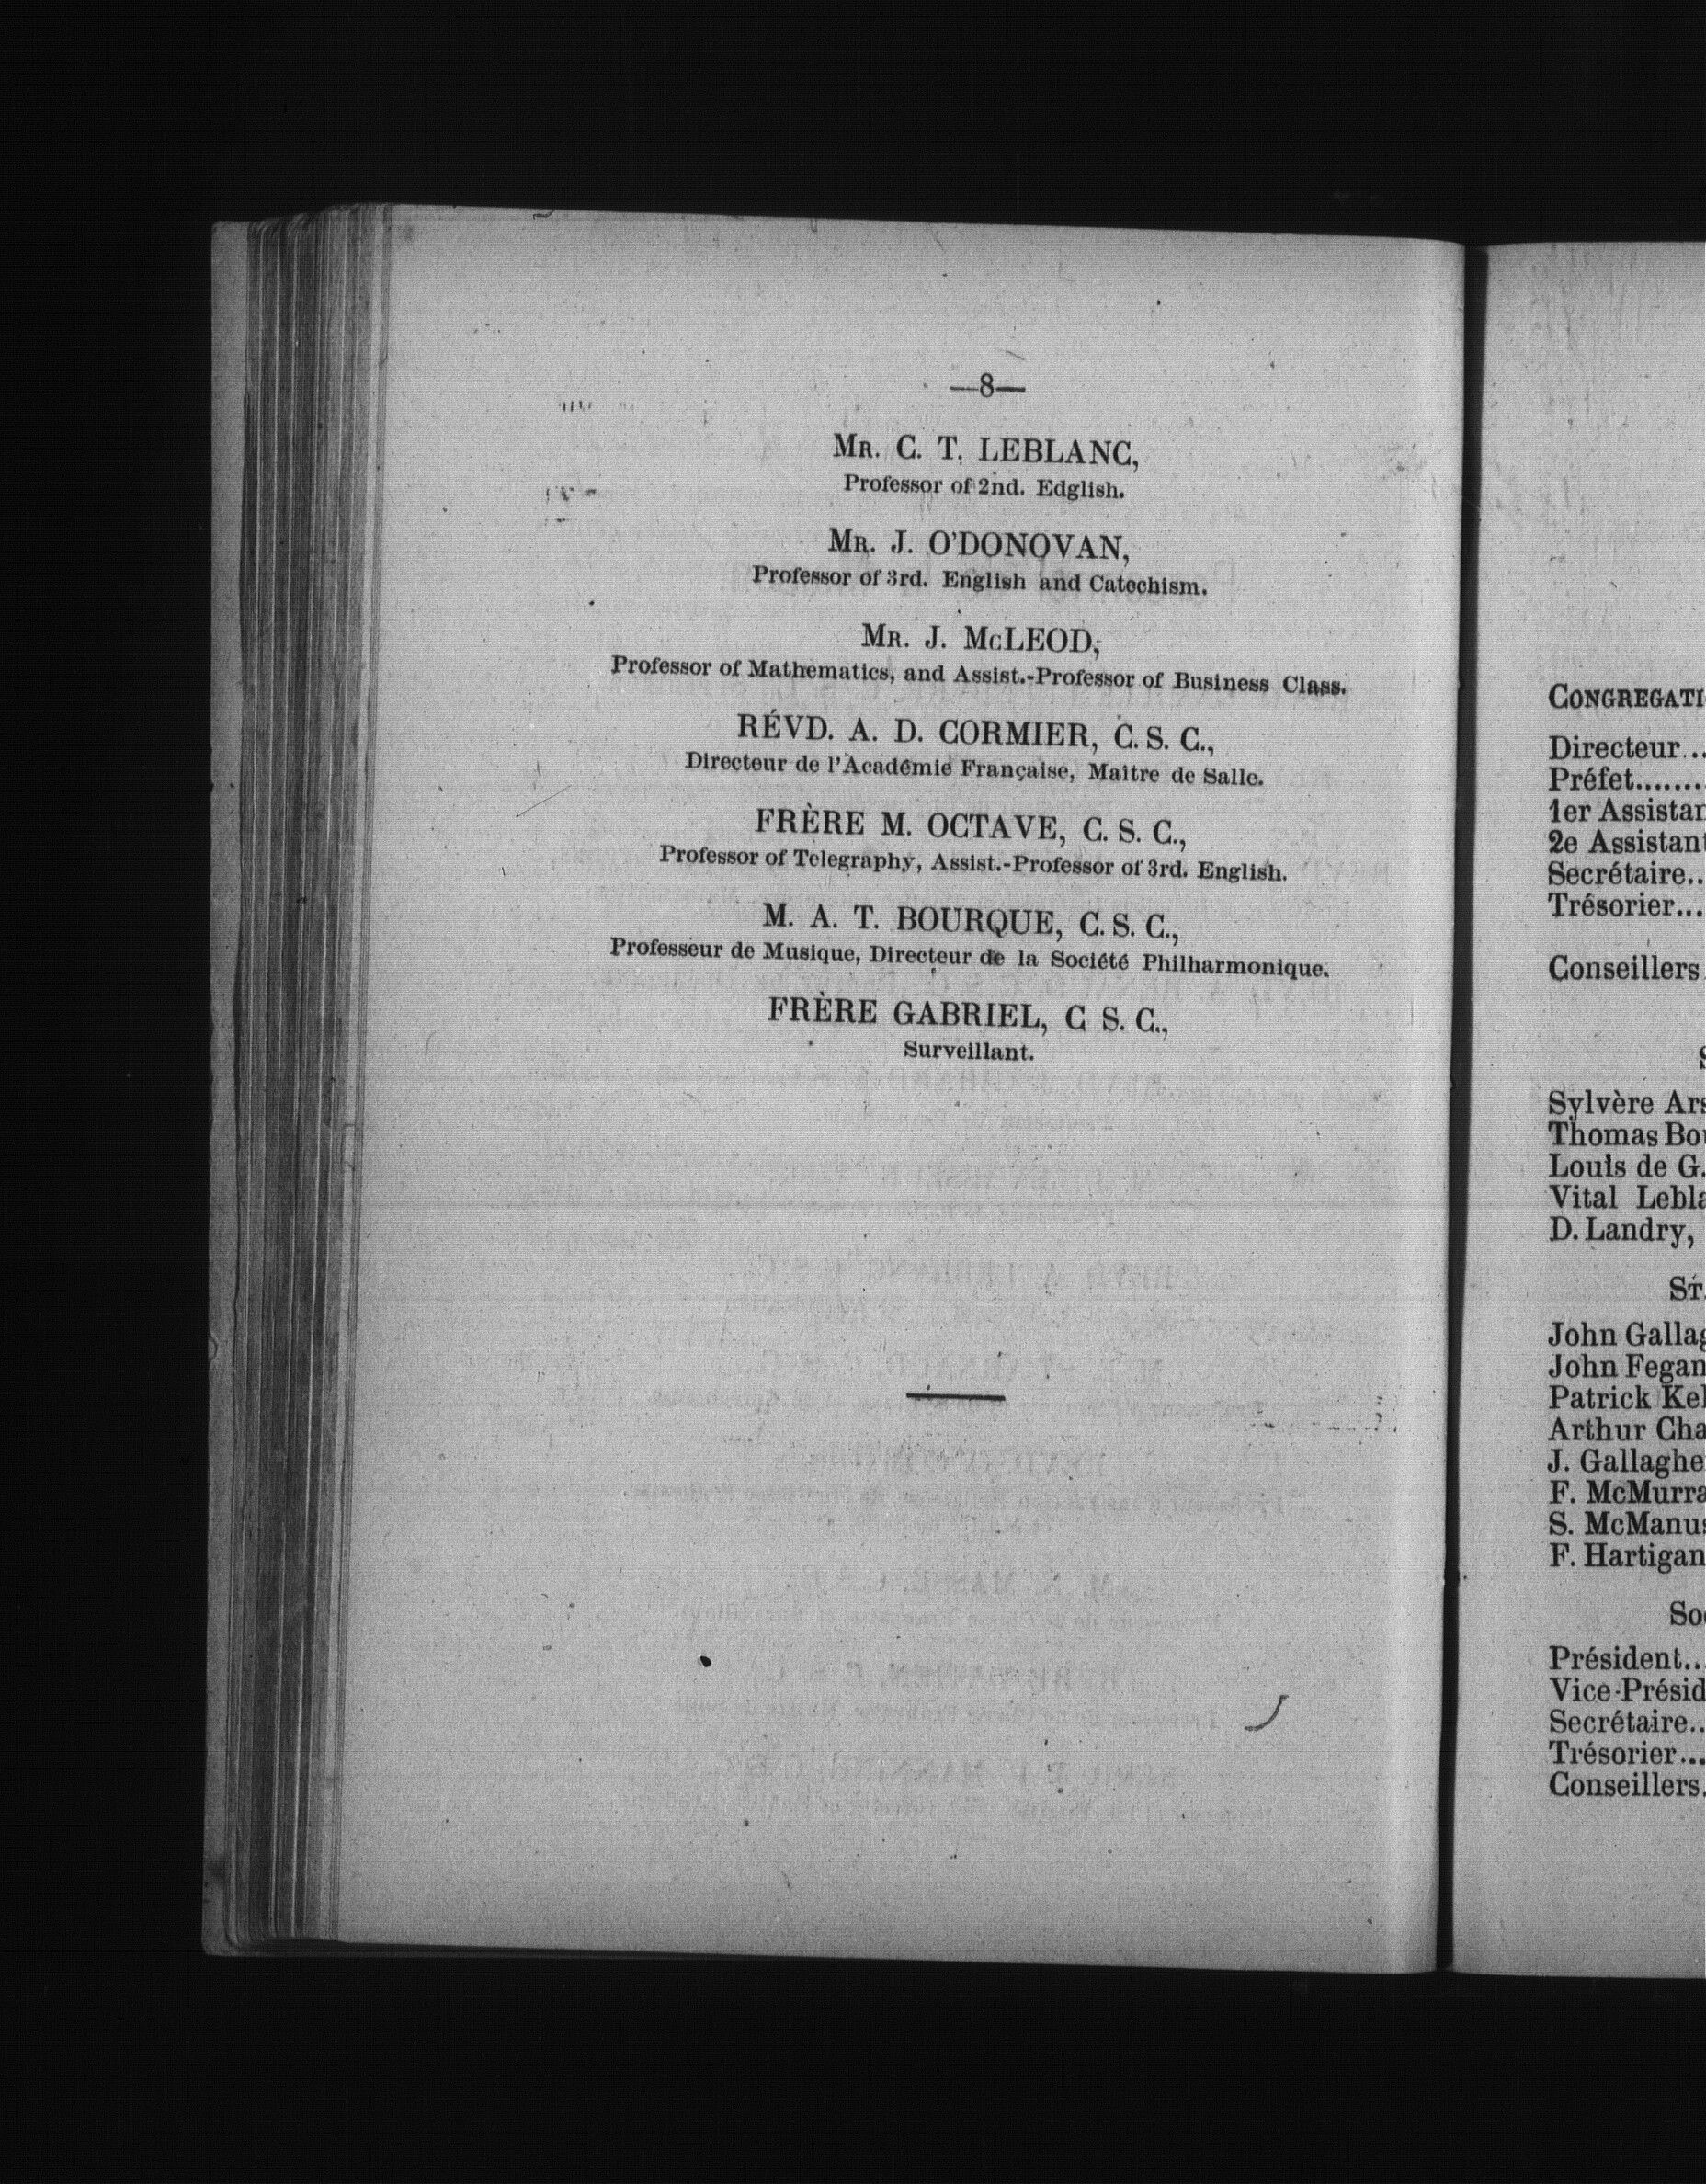 —8—
MR. C. T. LEBLANC,
Professor of 2nd. Edglish.
MR. J. O'DONOVAN,
Professor of 3rd. English and Catechism.
MR. J. McLEOD,
Professor of Mathematics, and Assist.-Professor of Business Class.
RÉVD. A. D. CORMIER, C. S. C.,
Directeur de l'Académie Française, Maître de Salle.
FRÈRE M. OCTAVE, C. S. C.,
Professor of Telegraphy, Assist.-Professor of 3rd. English.
M. A. T. BOURQUE, C. S. C.,
Professeur de Musique, Directeur de la Société Philharmonique.
FRÈRE GABRIEL, C S. C.,
Surveillant.
CONGREGATI
Directeur...
Préfet.......
1er Assistan
2e Assistant
Secrétaire..
Trésorier...
Conseillers
Sylvère Ars
Thomas Bou
Louis de G.
Vital Lebla
D. Landry,
ST.
John Gallag
John Fegan
Patrick Kel
Arthur Cha
J. Gallaghe
F. McMurra
S. McManus
F. Hartigan
Soc
Président..
Vice-Présid
Secrétaire..
Trésorier...
Conseillers.